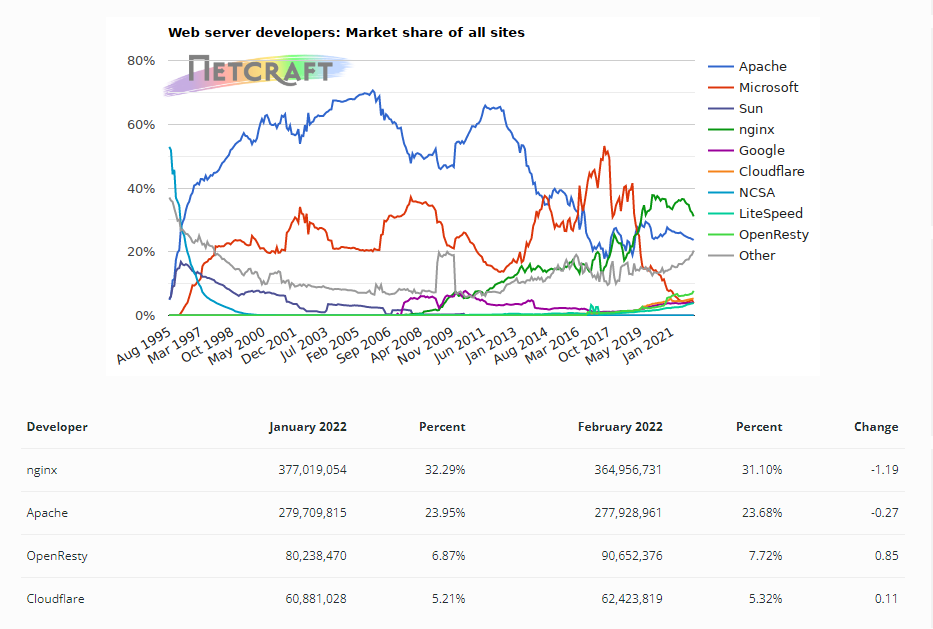 Web server developers: Market share of all sites
NETCRAFT
80%
60%
40%
20%
0%
Aug 1995
Mar 1997
Oct 1998
May 2000
Dec 2001
Jul 2003
Feb 2005
Sep 2006
Apr 2008
Nov 2009
Jun 2011
Jan 2013
Aug 2014
Mar 2016
Oct 2017
May 2019
Jan 2021
Apache
Microsoft
Sun
nginx
Google
Cloudflare
NCSA
LiteSpeed
OpenResty
Other
Developer January 2022 Percent February 2022 Percent Change
nginx 377,019,054 32.29% 364,956,731 31.10% -1.19
Apache 279,709,815 23.95% 277,928,961 23.68% -0.27
OpenResty 80,238,470 6.87% 90,652,376 7.72% 0.85
Cloudflare 60,881,028 5.21% 62,423,819 5.32% 0.11